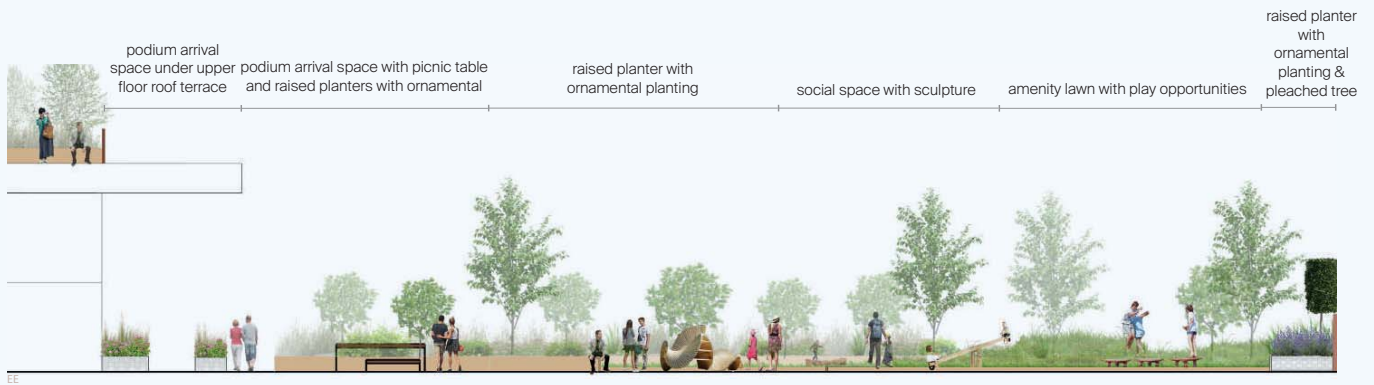 podium arrival
space under upper
floor roof terrace
podium arrival space with picnic table
and raised planters with ornamental
raised planter with
ornamental planting
social space with sculpture
amenity lawn with play opportunities
raised planter
with
ornamental
planting &
pleached tree
EE